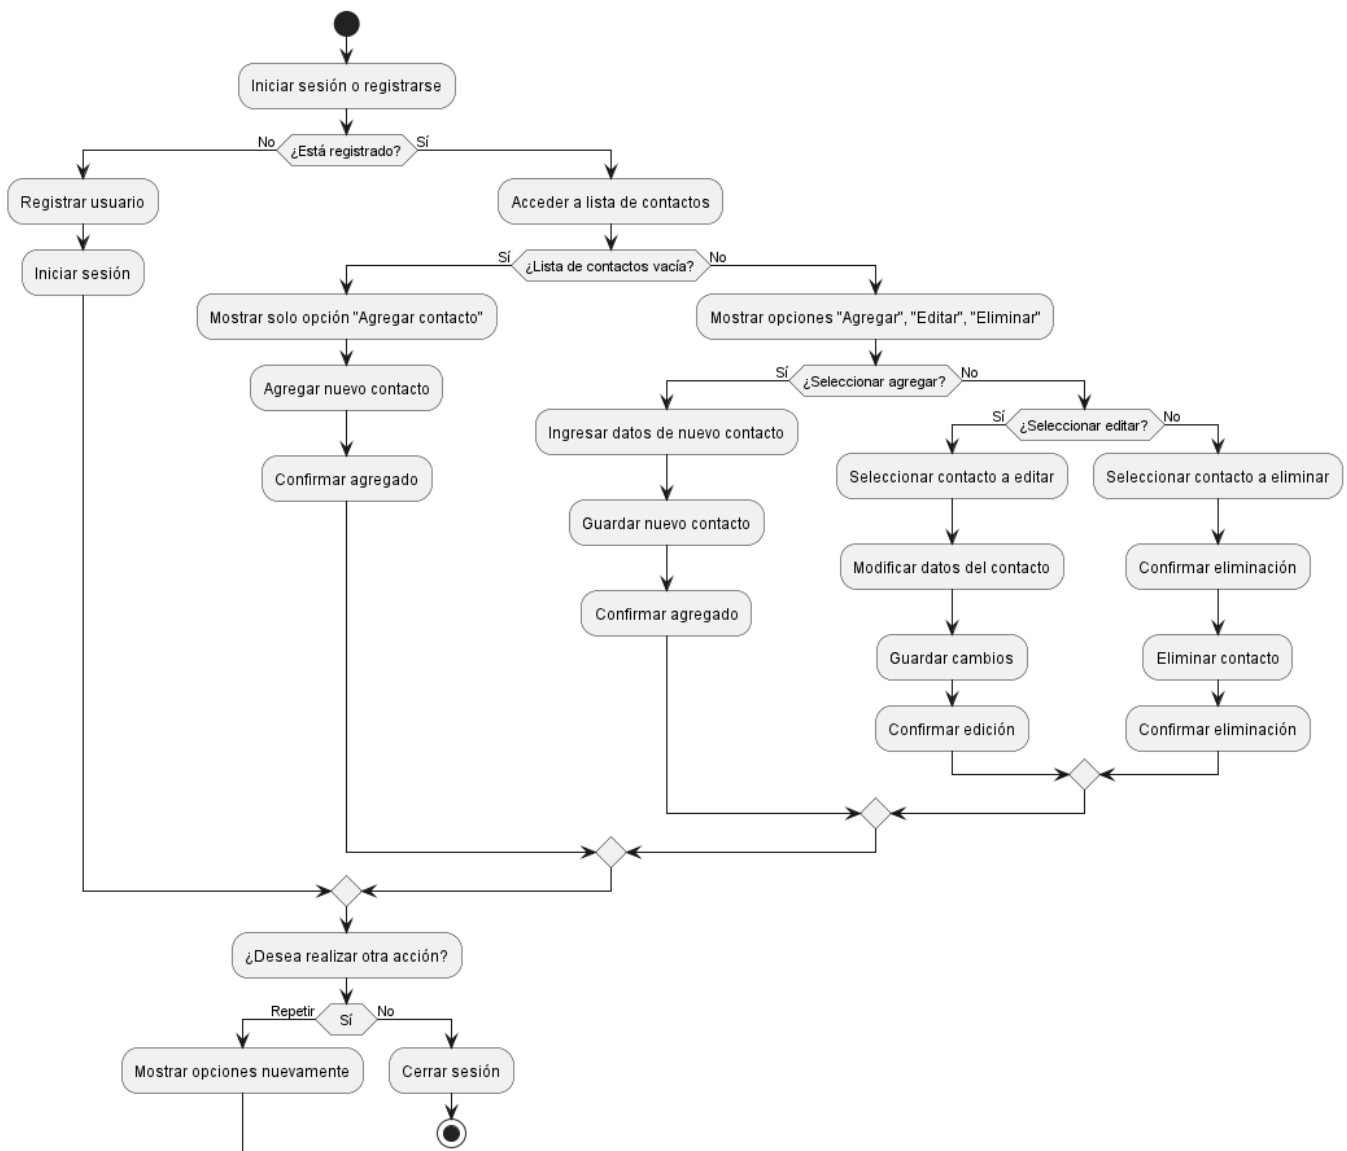 Iniciar sesión o registrarse
No
¿Está registrado?
Sí
Registrar usuario
Acceder a lista de contactos
Iniciar sesión
Sí
¿Lista de contactos vacía?
No
Mostrar solo opción "Agregar contacto"
Mostrar opciones "Agregar", "Editar", "Eliminar"
Agregar nuevo contacto
Sí
¿Seleccionar agregar?
No
Confirmar agregado
Ingresar datos de nuevo contacto
Sí
¿Seleccionar editar?
No
Guardar nuevo contacto
Seleccionar contacto a editar
Seleccionar contacto a eliminar
Confirmar agregado
Modificar datos del contacto
Confirmar eliminación
Guardar cambios
Eliminar contacto
Confirmar edición
Confirmar eliminación
¿Desea realizar otra acción?
Repetir
Sí
No
Mostrar opciones nuevamente
Cerrar sesión